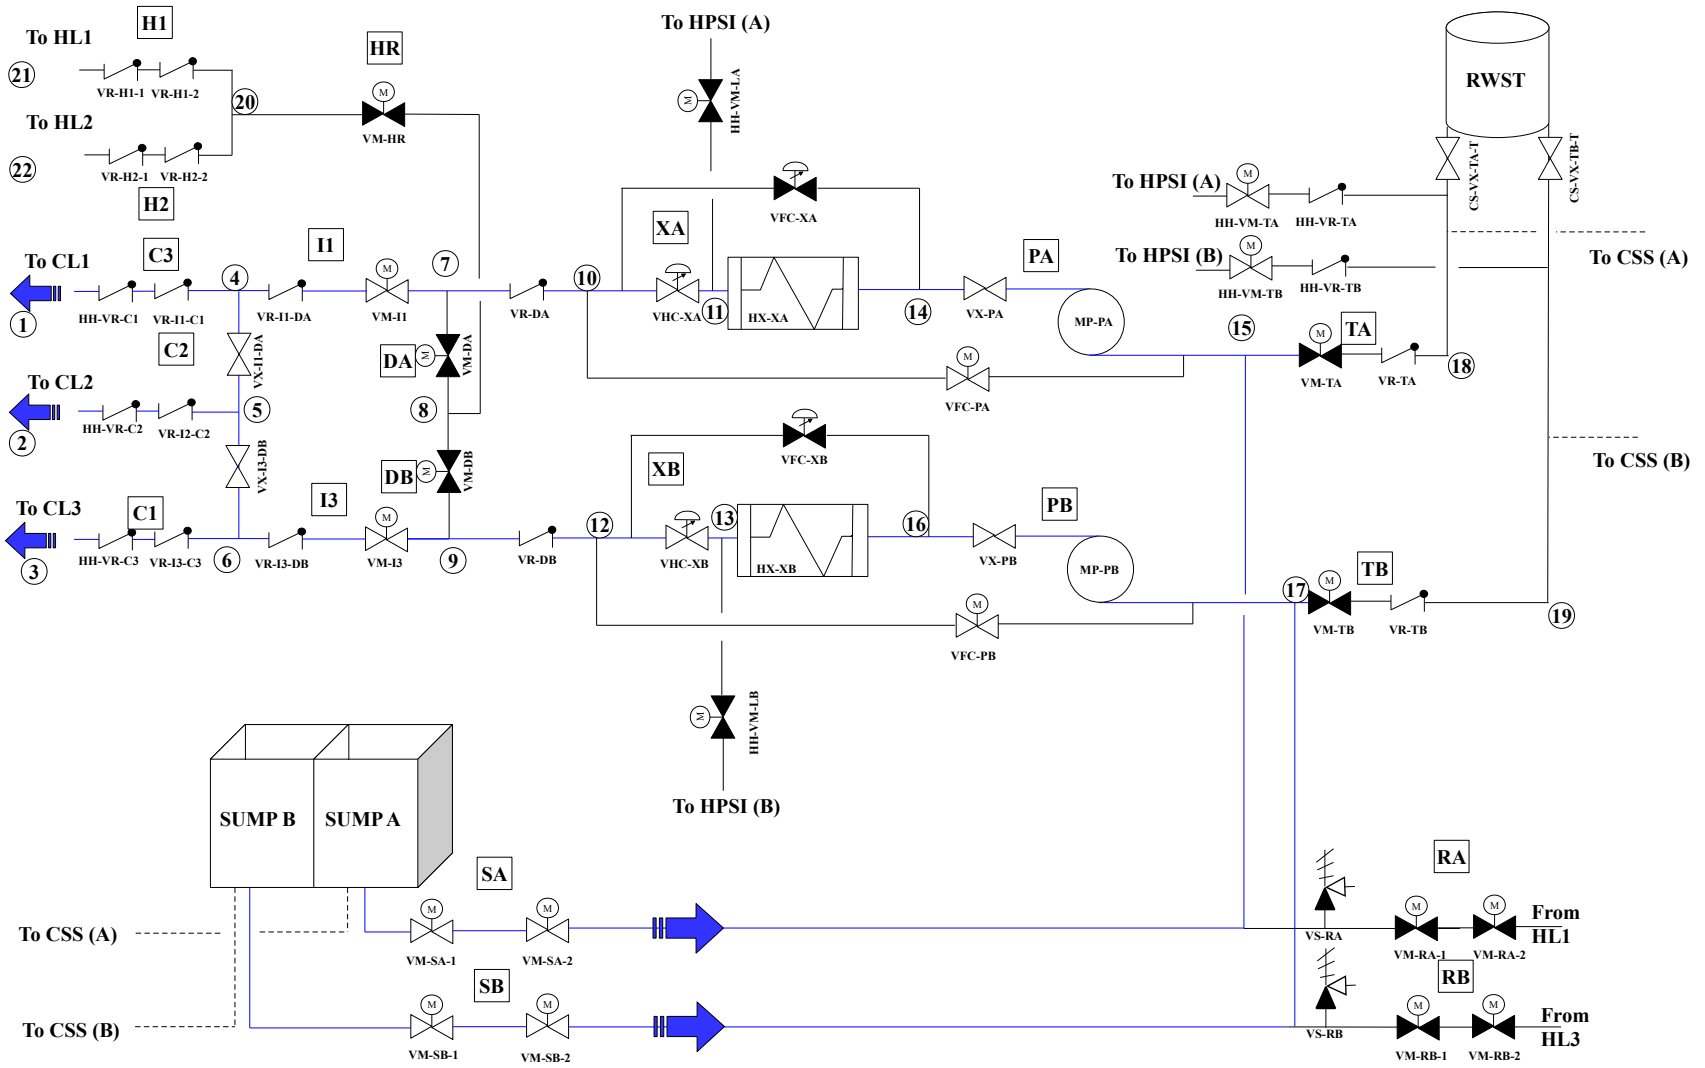 To HPSI (A)
H1
To HL1
HR
21
VR-H1-1
VR-H1-2
20
M
VM-HR
M
HH-VM-LA
RWST
To HL2
22
VR-H2-1
VR-H2-2
H2
CS-VX-TA-T
CS-VX-TB-T
To HPSI (A)
M
HH-VM-TA
HH-VR-TA
To HPSI (B)
M
HH-VM-TB
HH-VR-TB
To CSS (A)
VFC-XA
XA
PA
To CL1
C3
4
I1
7
10
1
HH-VR-C1
VR-I1-C1
VR-I1-DA
M
VM-I1
VR-DA
VHC-XA
11
HX-XA
14
VX-PA
MP-PA
15
M
TA
VM-TA
VR-TA
18
C2
VX-I1-DA
DA
M
VM-DA
M
VFC-PA
To CL2
2
HH-VR-C2
VR-I2-C2
5
8
To CSS (B)
VX-I3-DB
DB
M
VM-DB
VFC-XB
XB
PB
To CL3
C1
3
HH-VR-C3
VR-I3-C3
6
I3
VR-I3-DB
M
VM-I3
9
VR-DB
12
VHC-XB
13
HX-XB
16
VX-PB
MP-PB
17
M
TB
VM-TB
VR-TB
19
M
VFC-PB
M
HH-VM-LB
To HPSI (B)
SUMP B
SUMP A
SA
M
VM-SA-1
M
VM-SA-2
To CSS (A)
VS-RA
RA
M
VM-RA-1
M
VM-RA-2
From
HL1
SB
M
VM-SB-1
M
VM-SB-2
To CSS (B)
VS-RB
RB
M
VM-RB-1
M
VM-RB-2
From
HL3